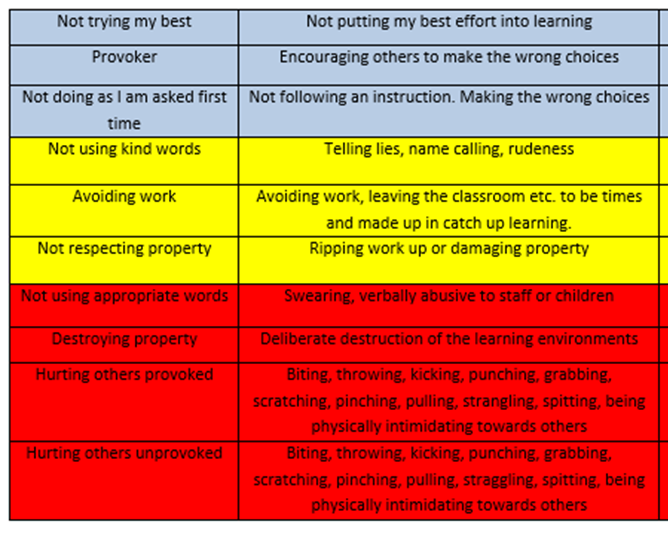 Not trying my best
Not putting my best effort into learning
Provoker
Encouraging others to make the wrong choices
Not doing as I am asked first
time
Not following an instruction. Making the wrong choices
Not using kind words
Telling lies, name calling, rudeness
Avoiding work
Avoiding work, leaving the classroom etc. to be times
and made up in catch up learning.
Not respecting property
Ripping work up or damaging property
Not using appropriate words
Swearing, verbally abusive to staff or children
Destroying property
Deliberate destruction of the learning environments
Hurting others provoked
Biting, throwing, kicking, punching, grabbing,
scratching, pinching, pulling, strangling, spitting, being
physically intimidating towards others
Hurting others unprovoked
Biting, throwing, kicking, punching, grabbing,
scratching, pinching, pulling, straggling, spitting, being
physically intimidating towards others